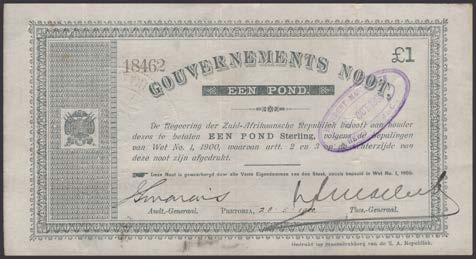 18462
GOUVERNEMENTS NOOT.
£1
EEN POND.
De Regeering der Zuid-Afrikaansche Republiek belooft aan houder
dezes te betalen EEN POND Sterling, volgens de bepalingen
van Wet No. 1, 1900, waarvan artt. 2 en 3 op de achterzijde van
deze noot zijn afgedrukt.
Deze Noot is gewaarborgd door alle Vaste Eigendommen van den Staat, zooals bepaald in Wet No. 1, 1900.
Audt.-Generaal.
PRETORIA, 28
Thes.-Generaal.
Gedrukt ter Staatsdrukkerij van de Z. A. Republiek.